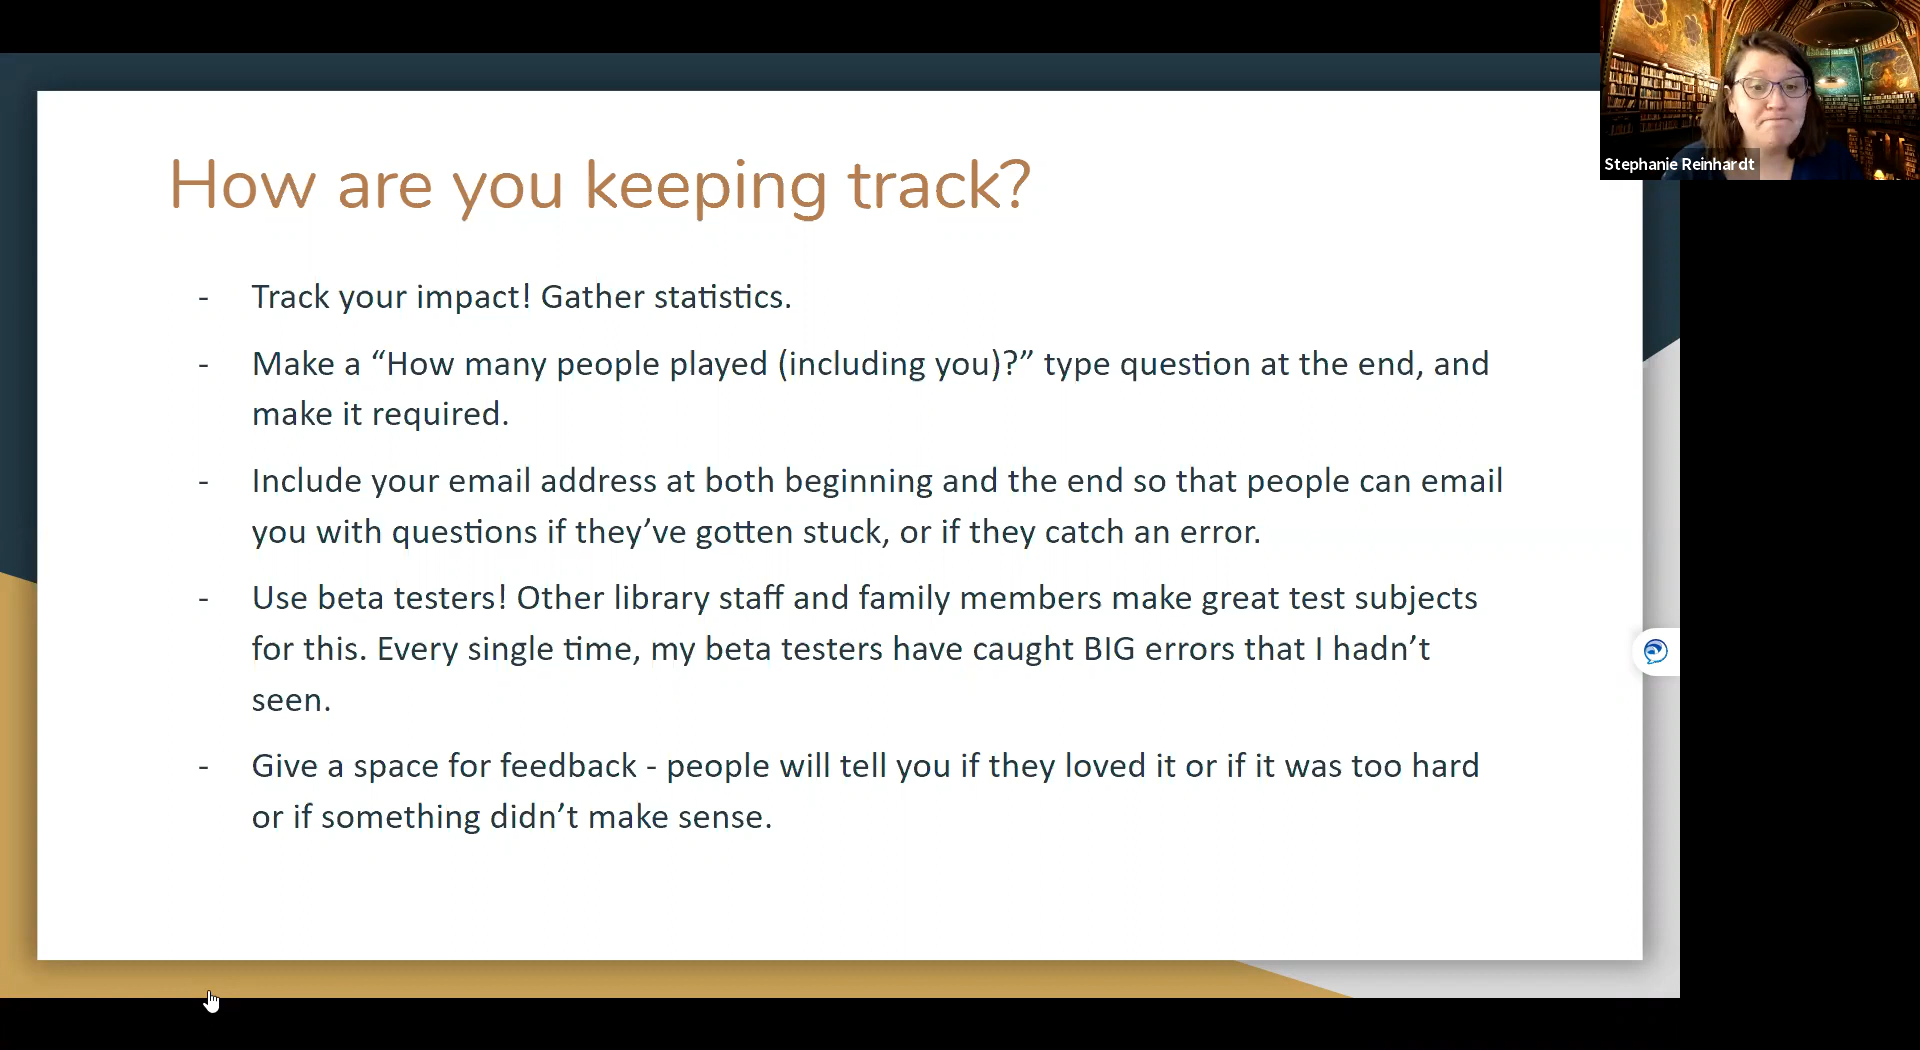 Stephanie Reinhardt
How are you keeping track?
- Track your impact! Gather statistics.
- Make a “How many people played (including you)?” type question at the end, and
make it required.
- Include your email address at both beginning and the end so that people can email
you with questions if they’ve gotten stuck, or if they catch an error.
- Use beta testers! Other library staff and family members make great test subjects
for this. Every single time, my beta testers have caught BIG errors that I hadn’t
seen.
- Give a space for feedback - people will tell you if they loved it or if it was too hard
or if something didn’t make sense.